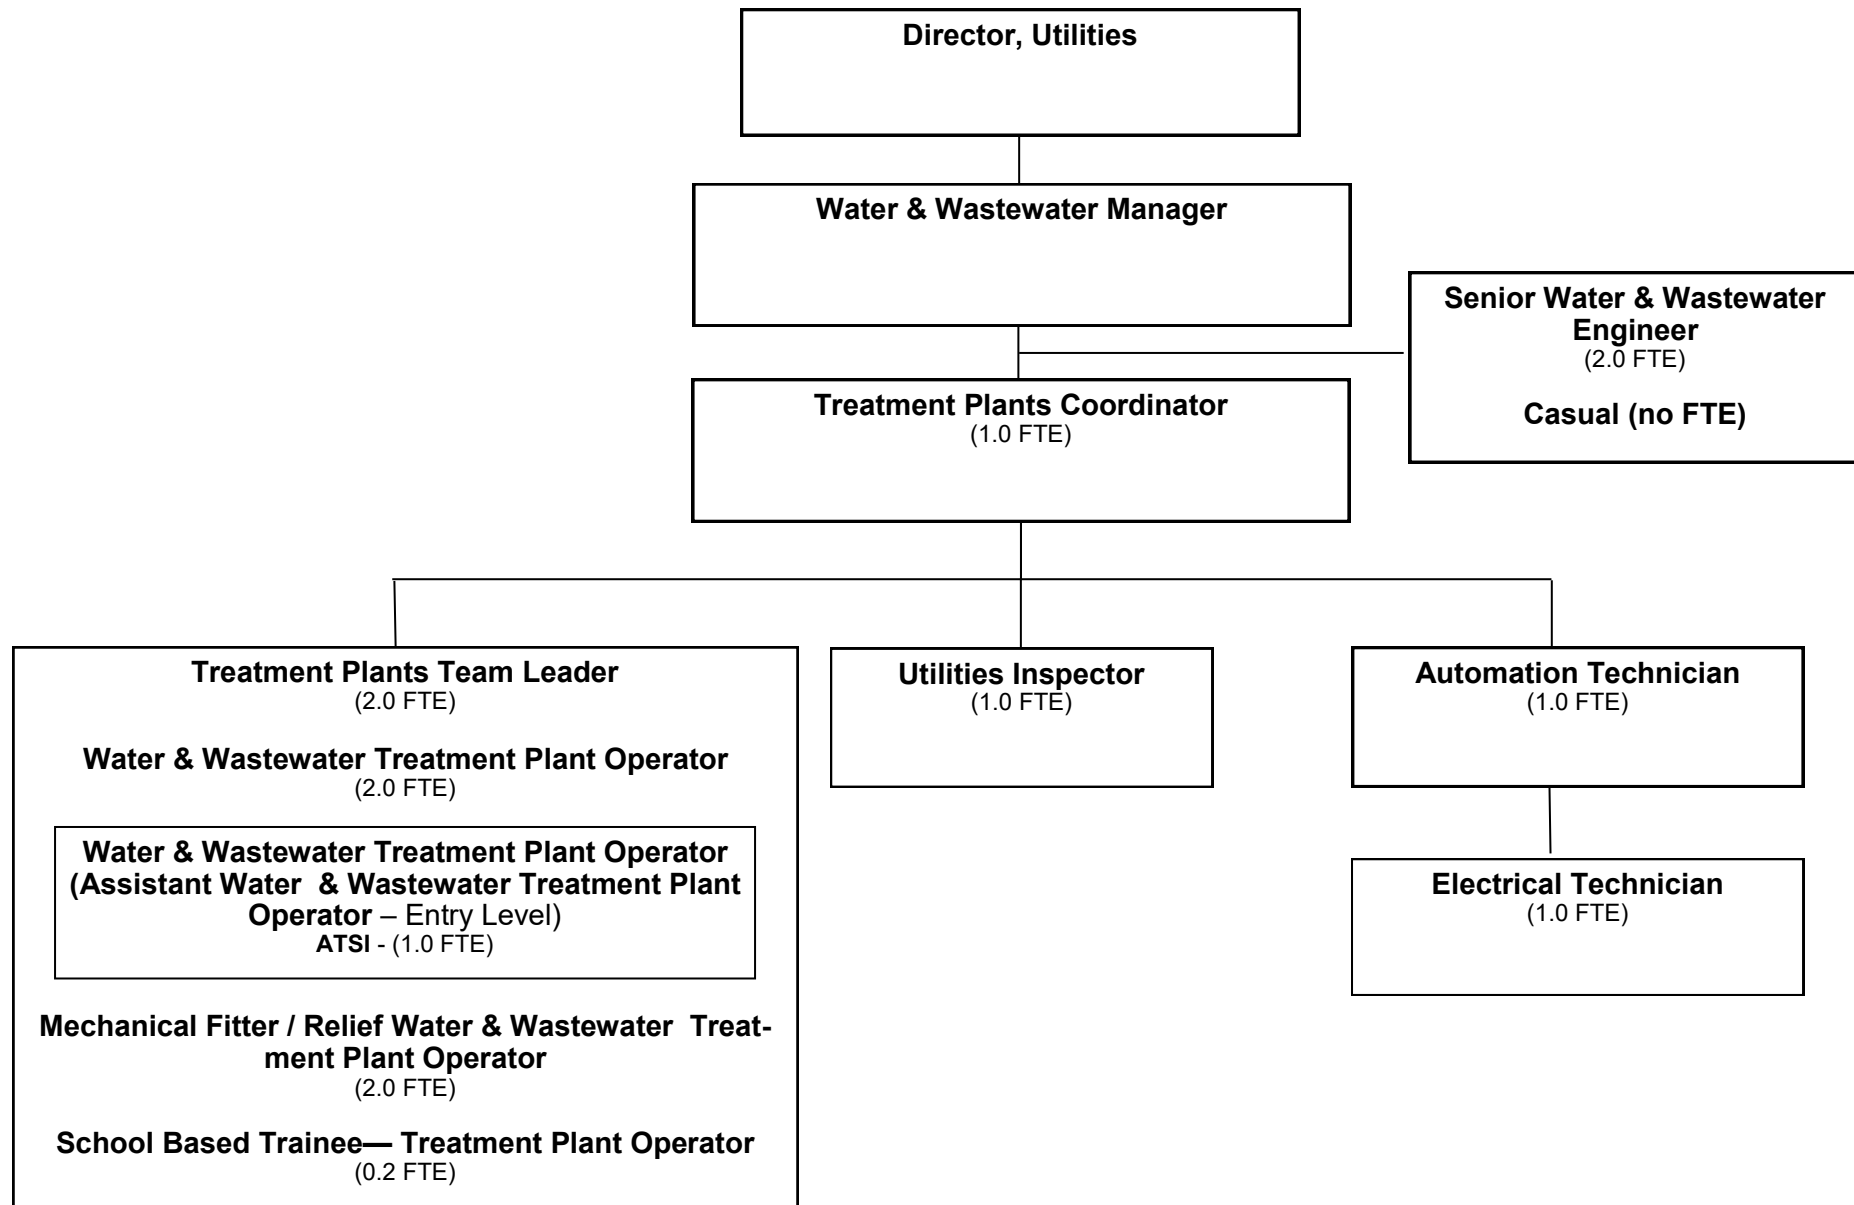 Director, Utilities
Water & Wastewater Manager
Senior Water & Wastewater
Engineer
(2.0 FTE)
Casual (no FTE)
Treatment Plants Coordinator
(1.0 FTE)
Treatment Plants Team Leader
(2.0 FTE)
Water & Wastewater Treatment Plant Operator
(2.0 FTE)
Water & Wastewater Treatment Plant Operator
(Assistant Water  & Wastewater Treatment Plant
Operator – Entry Level)
ATSI - (1.0 FTE)
Mechanical Fitter / Relief Water & Wastewater  Treat-
ment Plant Operator
(2.0 FTE)
School Based Trainee— Treatment Plant Operator
(0.2 FTE)
Utilities Inspector
(1.0 FTE)
Automation Technician
(1.0 FTE)
Electrical Technician
(1.0 FTE)